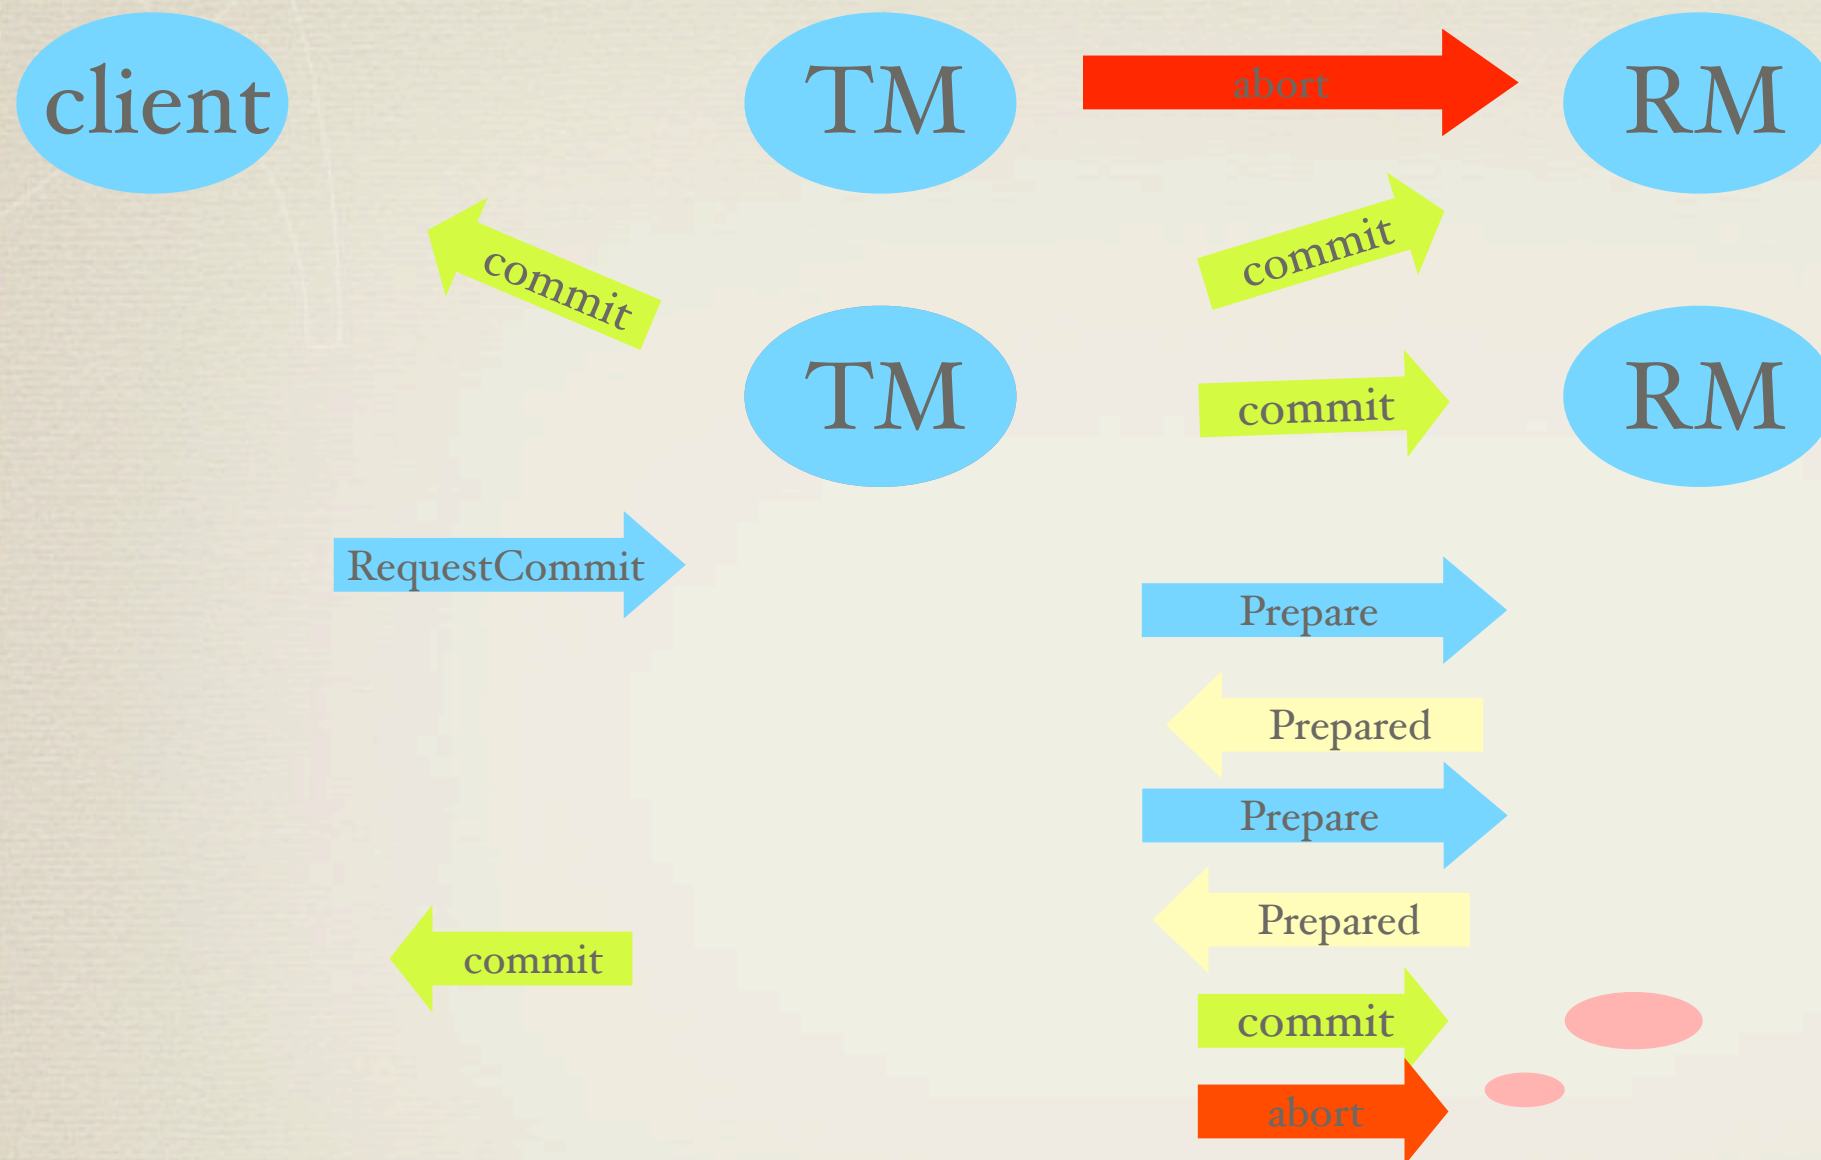 client
TM
abort
RM
commit
commit
TM
commit
RM
RequestCommit
Prepare
Prepared
Prepare
Prepared
commit
commit
abort